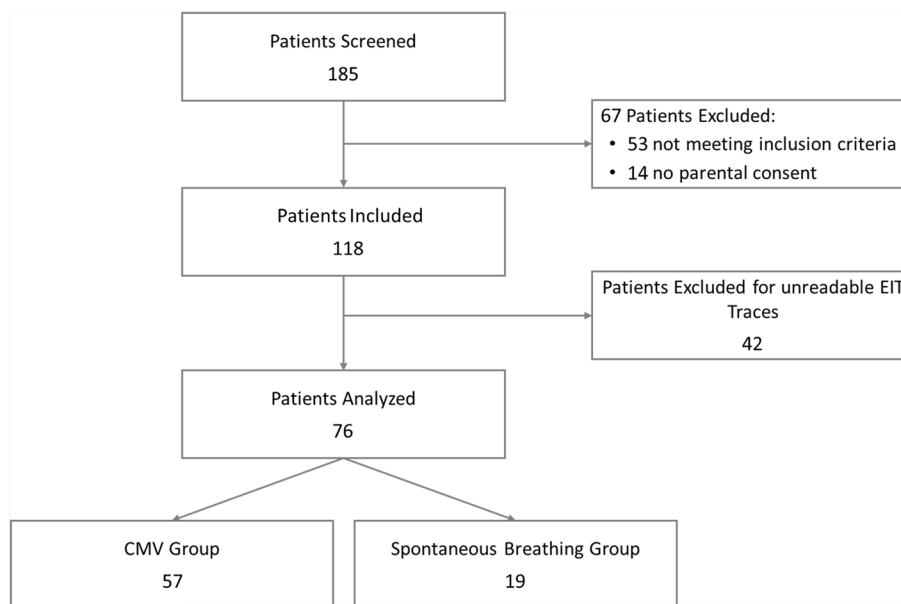 Patients Screened
185
67 Patients Excluded:
• 53 not meeting inclusion criteria
• 14 no parental consent
Patients Included
118
Patients Excluded for unreadable EIT
Traces
42
Patients Analyzed
76
CMV Group
57
Spontaneous Breathing Group
19